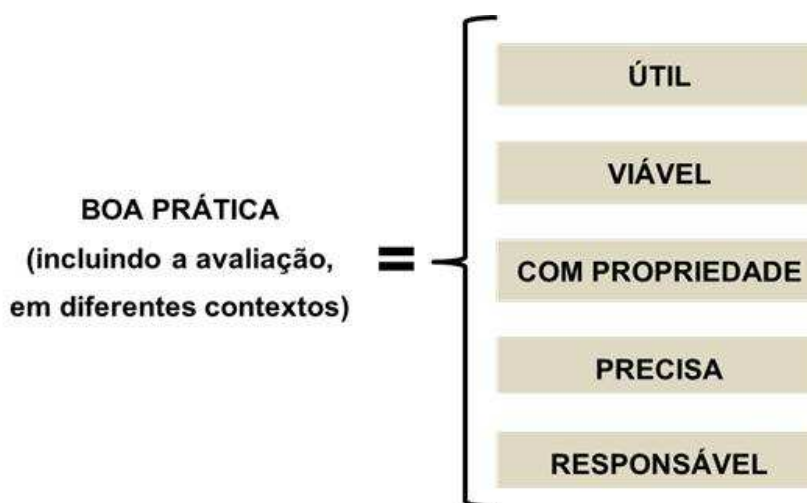 BOA PRÁTICA
(incluindo a avaliação,
em diferentes contextos)
=
ÚTIL
VIÁVEL
COM PROPRIEDADE
PRECISA
RESPONSÁVEL